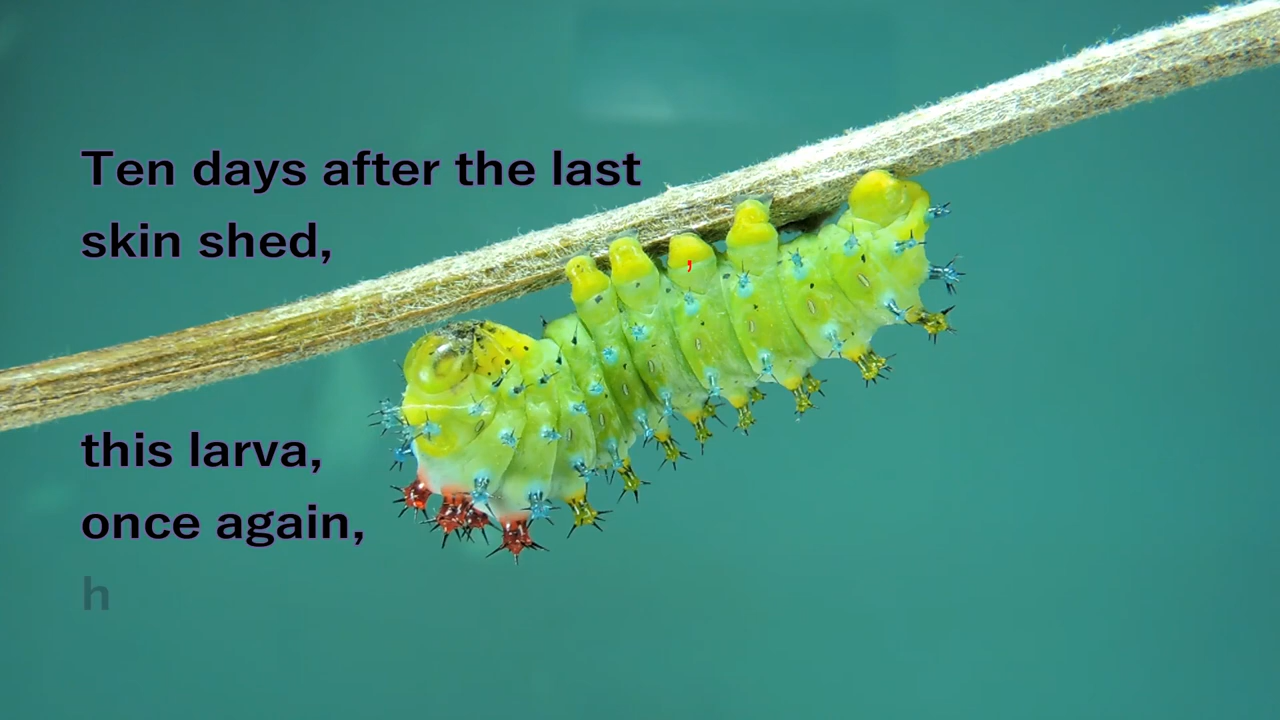 Ten days after the last
skin shed,
,
this larva,
once again,
h